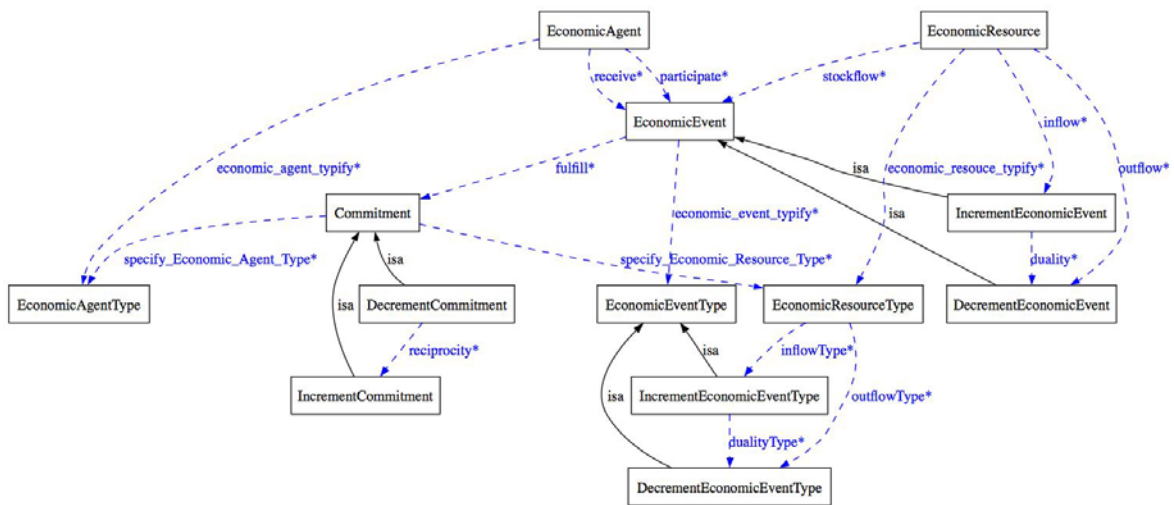 EconomicAgent
EconomicResource
receive*
participate*
stockflow*
EconomicEvent
inflow*
economic_agent_typify*
fulfill*
isa
economic_resouce_typify*
outflow*
Commitment
economic_event_typify*
isa
IncrementEconomicEvent
specify_Economic_Agent_Type*
isa
specify_Economic_Resource_Type*
duality*
EconomicAgentType
isa
DecrementCommitment
EconomicEventType
EconomicResourceType
DecrementEconomicEvent
reciprocity*
isa
inflowType*
IncrementCommitment
isa
IncrementEconomicEventType
outflowType*
dualityType*
DecrementEconomicEventType